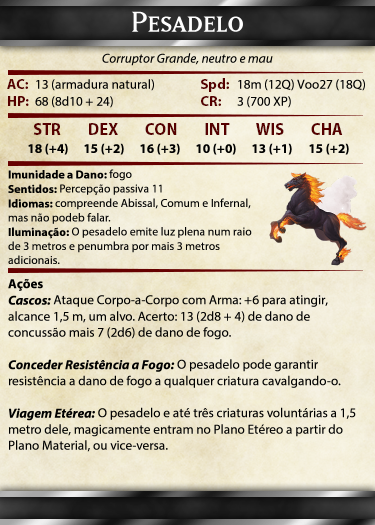 PESADELO
Corruptor Grande, neutro e mau
AC: 13 (armadura natural) Spd: 18m (12Q) Voo27 (18Q)
HP: 68 (8d10 + 24) CR: 3 (700 XP)
STR DEX CON INT WIS CHA
18 (+4) 15 (+2) 16 (+3) 10 (+0) 13 (+1) 15 (+2)
Imunidade a Dano: fogo
Sentidos: Percepção passiva 11
Idiomas: compreende Abissal, Comum e Infernal,
mas não podeb falar.
Iluminação: O pesadelo emite luz plena num raio
de 3 metros e penumbra por mais 3 metros
adicionais.
Ações
Cascos: Ataque Corpo-a-Corpo com Arma: +6 para atingir,
alcance 1,5 m, um alvo. Acerto: 13 (2d8 + 4) de dano de
concussão mais 7 (2d6) de dano de fogo.
Conceder Resistência a Fogo: O pesadelo pode garantir
resistência a dano de fogo a qualquer criatura cavalgando-o.
Viagem Etérea: O pesadelo e até três criaturas voluntárias a 1,5
metro dele, magicamente entram no Plano Etéreo a partir do
Plano Material, ou vice-versa.